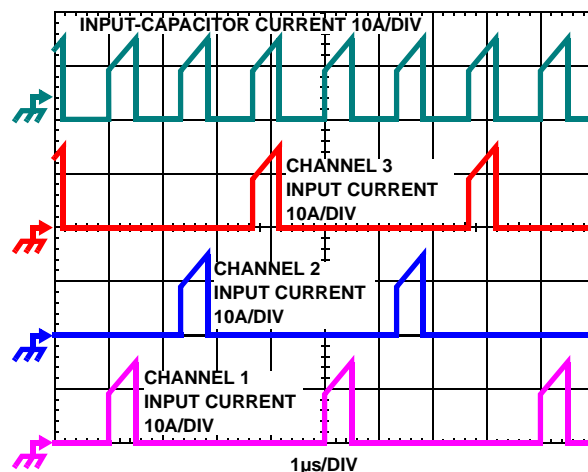 INPUT-CAPACITOR CURRENT 10A/DIV
CHANNEL 3
INPUT CURRENT
10A/DIV
CHANNEL 2
INPUT CURRENT
10A/DIV
CHANNEL 1
INPUT CURRENT
10A/DIV
1µs/DIV